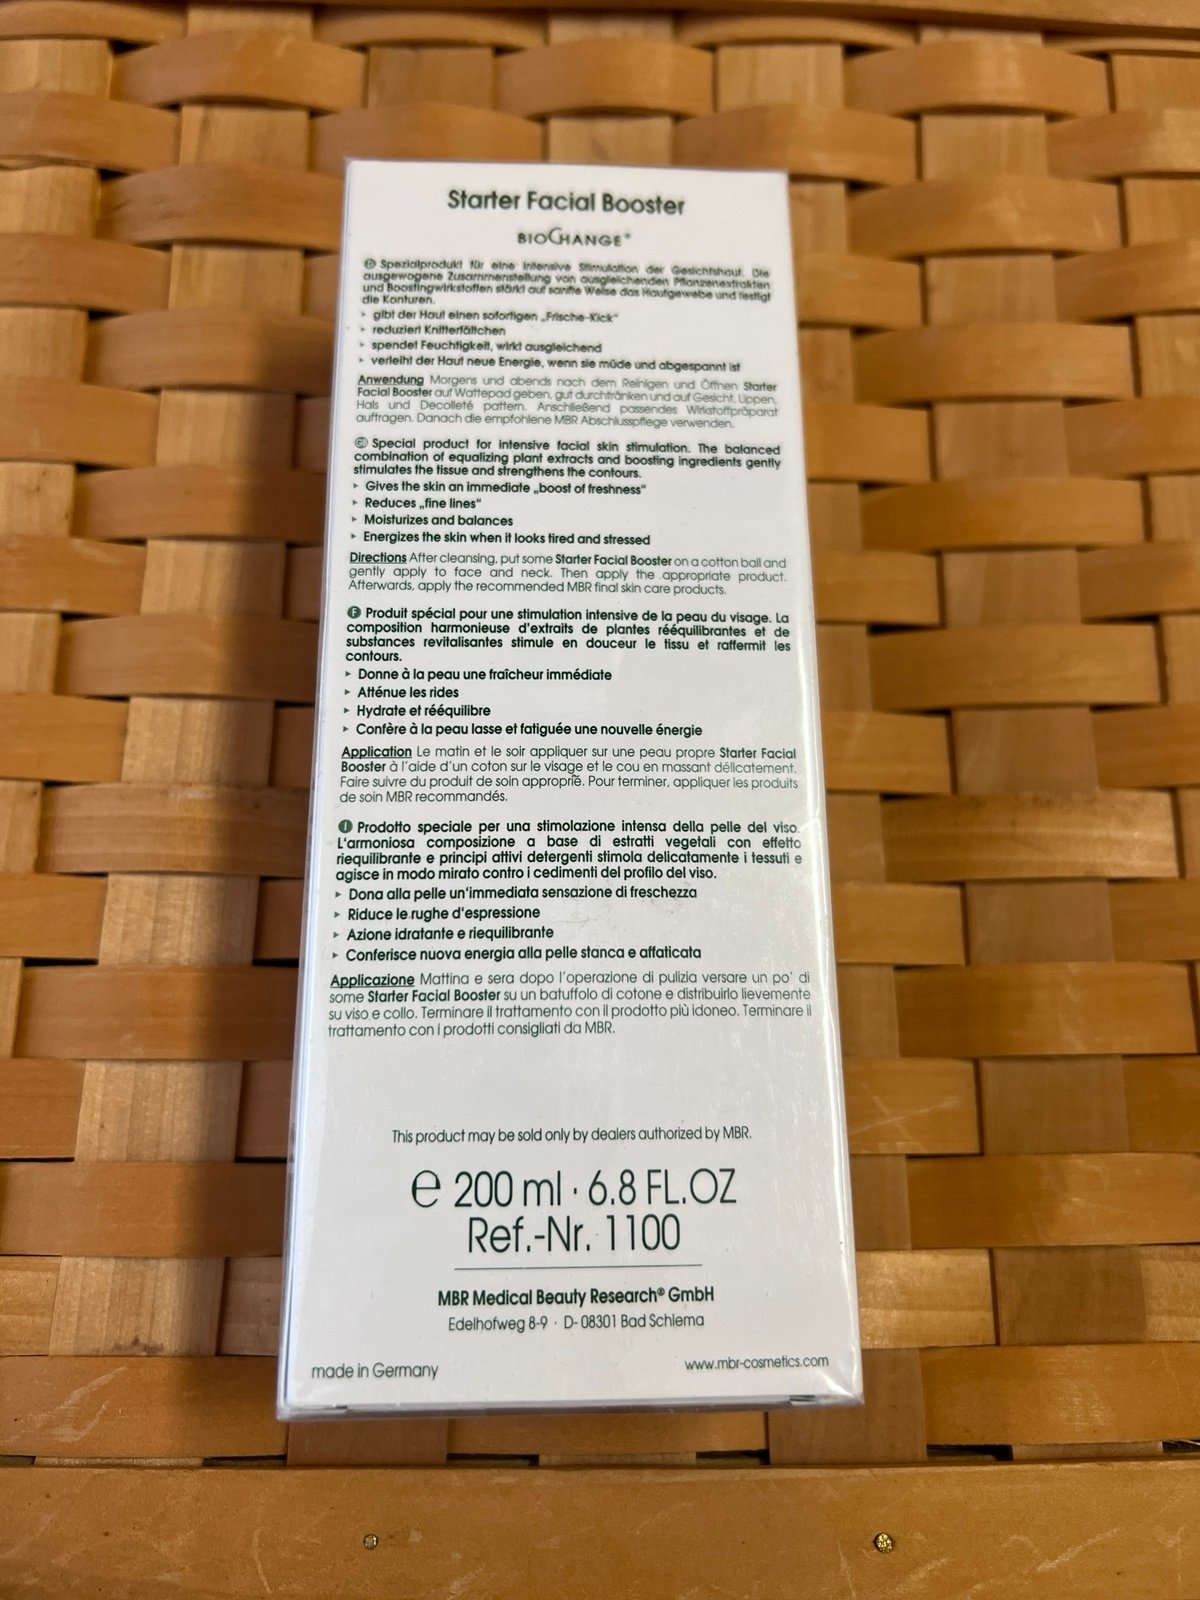 Starter Facial Booster
BIOCHANGE®
D Spezialprodukt für eine intensive Stimulation der Gesichtshaut. Die
ausgewogene Zusammenstellung von ausgleichenden Pflanzenextrakten
und Boostingwirkstoffen stärkt auf sanfte Weise das Hautgewebe und festigt
die Konturen.
▸ gibt der Haut einen sofortigen „Frische-Kick“
▸ reduziert Knitterfältchen
▸ spendet Feuchtigkeit, wirkt ausgleichend
▸ verleiht der Haut neue Energie, wenn sie müde und abgespannt ist
Anwendung Morgens und abends nach dem Reinigen und Öffnen Starter
Facial Booster auf Wattepad geben, gut durchtränken und auf Gesicht, Lippen,
Hals und Decolleté pattern. Anschließend passendes Wirkstoffpräparat
auftragen. Danach die empfohlene MBR Abschlusspflege verwenden.
GB Special product for intensive facial skin stimulation. The balanced
combination of equalizing plant extracts and boosting ingredients gently
stimulates the tissue and strengthens the contours.
▸ Gives the skin an immediate „boost of freshness“
▸ Reduces „fine lines“
▸ Moisturizes and balances
▸ Energizes the skin when it looks tired and stressed
Directions After cleansing, put some Starter Facial Booster on a cotton ball and
gently apply to face and neck. Then apply the appropriate product.
Afterwards, apply the recommended MBR final skin care products.
F Produit spécial pour une stimulation intensive de la peau du visage. La
composition harmonieuse d'extraits de plantes rééquilibrantes et de
substances revitalisantes stimule en douceur le tissu et raffermit les
contours.
▸ Donne à la peau une fraîcheur immédiate
▸ Atténue les rides
▸ Hydrate et rééquilibre
▸ Confère à la peau lasse et fatiguée une nouvelle énergie
Application Le matin et le soir appliquer sur une peau propre Starter Facial
Booster à l'aide d'un coton sur le visage et le cou en massant délicatement.
Faire suivre du produit de soin approprié. Pour terminer, appliquer les produits
de soin MBR recommandés.
I Prodotto speciale per una stimolazione intensa della pelle del viso.
L'armoniosa composizione a base di estratti vegetali con effetto
riequilibrante e principi attivi detergenti stimola delicatamente i tessuti e
agisce in modo mirato contro i cedimenti del profilo del viso.
▸ Dona alla pelle un'immediata sensazione di freschezza
▸ Riduce le rughe d'espressione
▸ Azione idratante e riequilibrante
▸ Conferisce nuova energia alla pelle stanca e affaticata
Applicazione Mattina e sera dopo l'operazione di pulizia versare un po' di
some Starter Facial Booster su un batuffolo di cotone e distribuirlo lievemente
su viso e collo. Terminare il trattamento con il prodotto più idoneo. Terminare il
trattamento con i prodotti consigliati da MBR.
This product may be sold only by dealers authorized by MBR.
℮ 200 ml · 6.8 FL.OZ
Ref.-Nr. 1100
MBR Medical Beauty Research® GmbH
Edelhofweg 8-9 · D- 08301 Bad Schlema
made in Germany
www.mbr-cosmetics.com